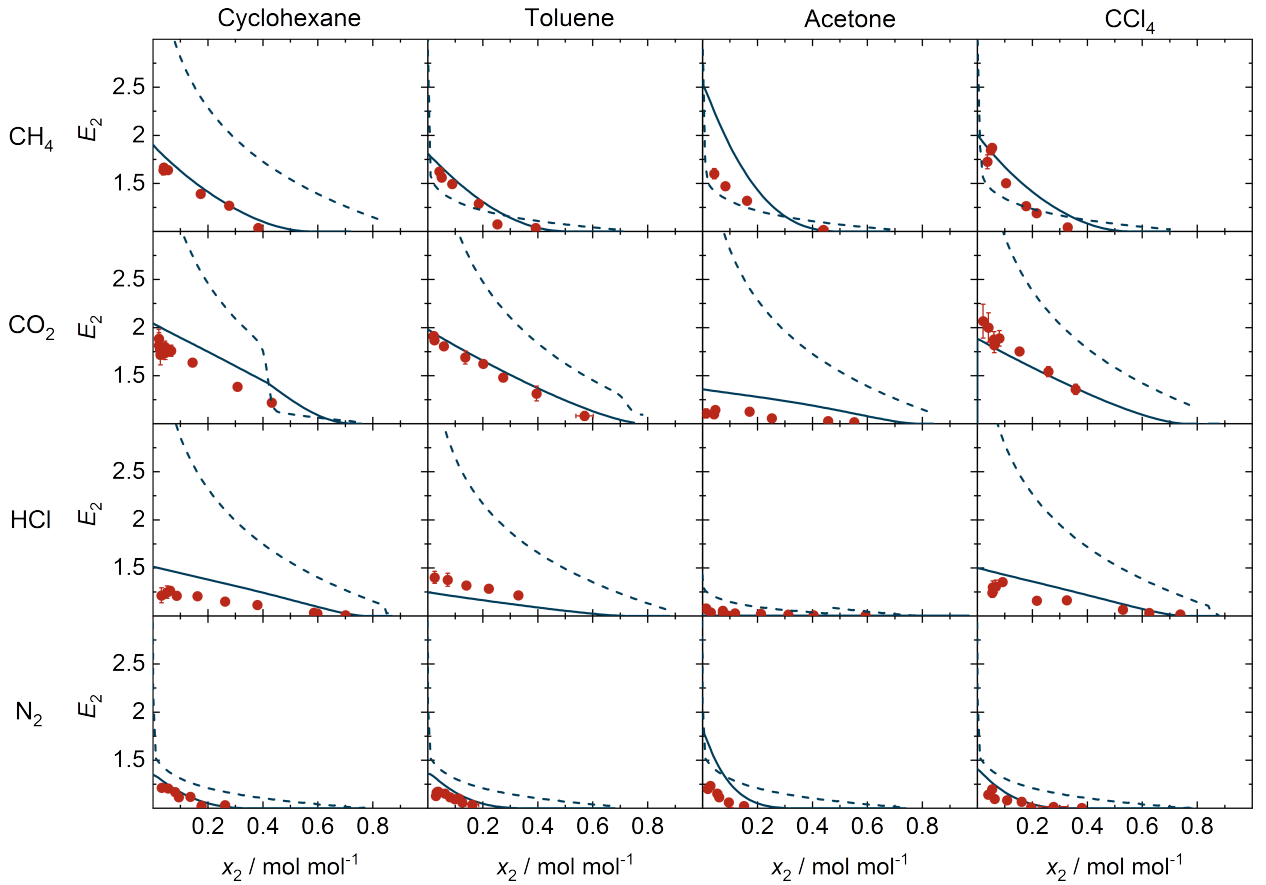 Cyclohexane Toluene Acetone CCl₄
CH₄ E₂ 2.5 2 1.5
CO₂ E₂ 2.5 2 1.5
HCl E₂ 2.5 2 1.5
N₂ E₂ 2.5 2 1.5
0.2 0.4 0.6 0.8 0.2 0.4 0.6 0.8 0.2 0.4 0.6 0.8 0.2 0.4 0.6 0.8
x₂ / mol mol⁻¹ x₂ / mol mol⁻¹ x₂ / mol mol⁻¹ x₂ / mol mol⁻¹